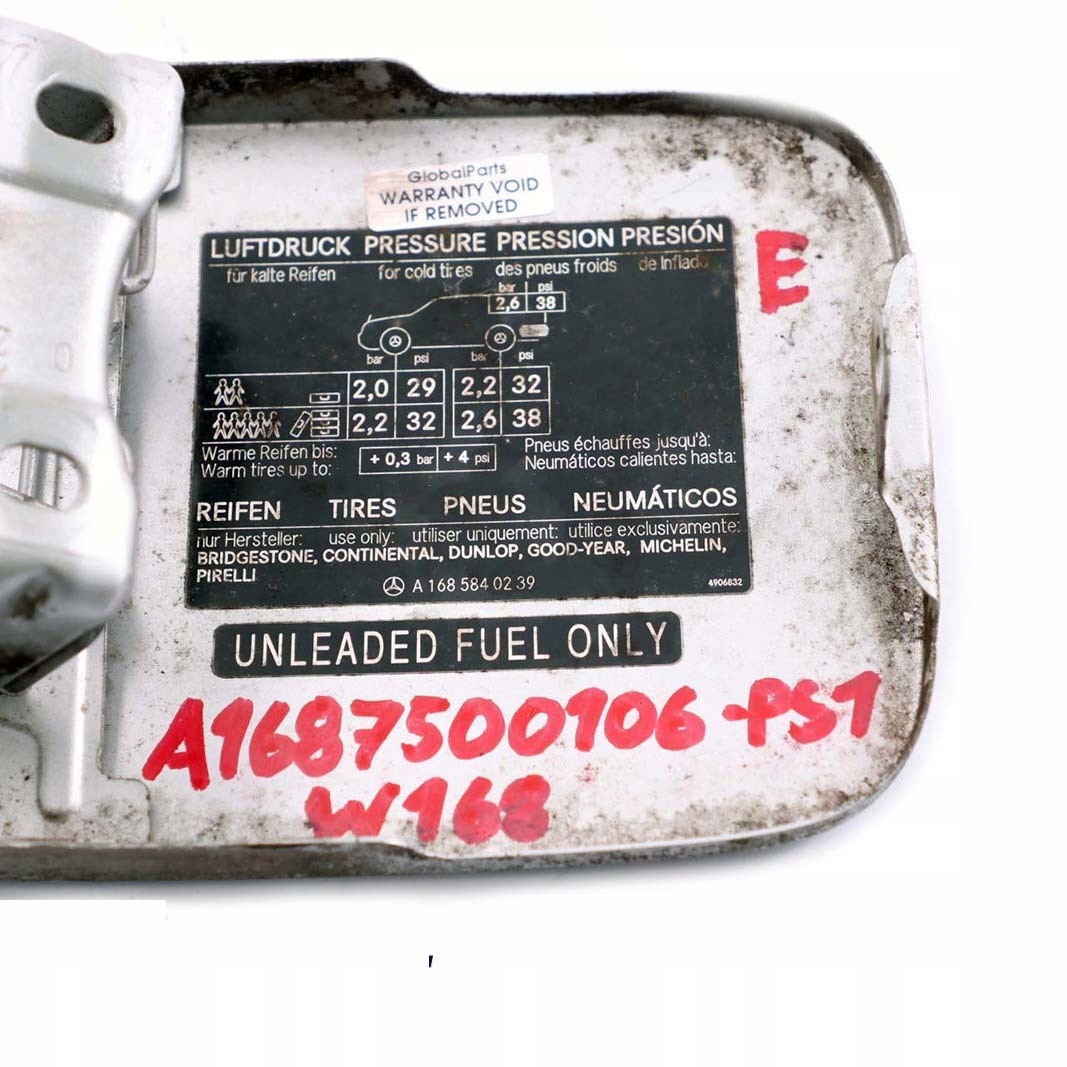 GlobalParts
WARRANTY VOID
IF REMOVED
LUFTDRUCK PRESSURE PRESSION PRESIÓN
für kalte Reifen for cold tires des pneus froids de Inflado
bar psi
2,6 38
bar psi bar psi
2,0 29 2,2 32
2,2 32 2,6 38
Warme Reifen bis: Pneus échauffes jusqu'à:
Warm tires up to: + 0,3 bar + 4 psi Neumáticos calientes hasta:
REIFEN TIRES PNEUS NEUMÁTICOS
nur Hersteller: use only: utiliser uniquement: utilice exclusivamente:
BRIDGESTONE, CONTINENTAL, DUNLOP, GOOD-YEAR, MICHELIN,
PIRELLI
A 168 584 02 39 4906832
E
UNLEADED FUEL ONLY
A1687500106-PS1
W168